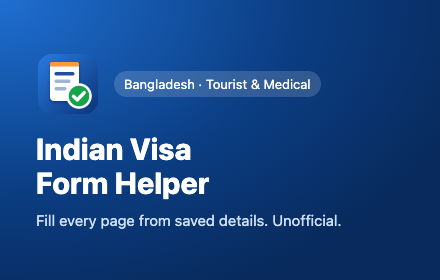 Bangladesh · Tourist & Medical
Indian Visa
Form Helper
Fill every page from saved details. Unofficial.